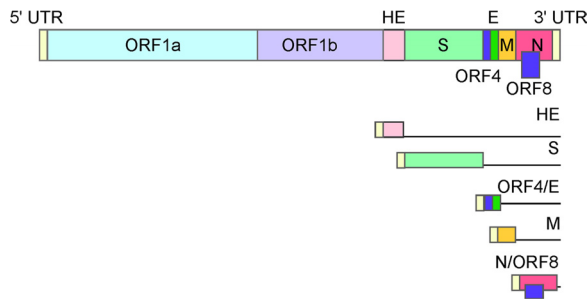 5' UTR HE E 3' UTR
ORF1a ORF1b S M N
ORF4 ORF8
HE
S
ORF4/E
M
N/ORF8